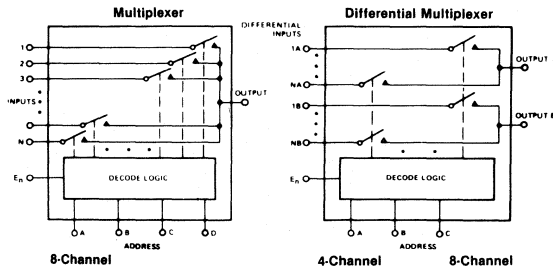 Multiplexer
1
2
3
INPUTS
N
OUTPUT
En
DECODE LOGIC
A
B
C
D
ADDRESS
8-Channel
Differential Multiplexer
DIFFERENTIAL
INPUTS
1A
NA
1B
NB
OUTPUT
OUTPUT B
En
DECODE LOGIC
A
B
C
ADDRESS
4-Channel
8-Channel